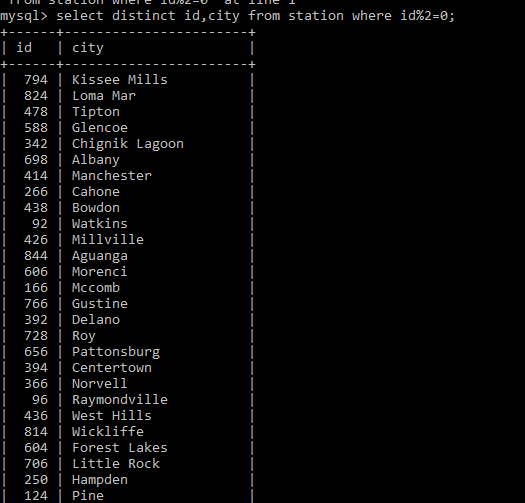 from station where id%2=0' at line 1
mysql> select distinct id,city from station where id%2=0;
+------+-----------------------+
| id   | city                  |
+------+-----------------------+
|  794 | Kissee Mills          |
|  824 | Loma Mar              |
|  478 | Tipton                |
|  588 | Glencoe               |
|  342 | Chignik Lagoon        |
|  698 | Albany                |
|  414 | Manchester            |
|  266 | Cahone                |
|  438 | Bowdon                |
|   92 | Watkins               |
|  426 | Millville             |
|  844 | Aguanga               |
|  606 | Morenci               |
|  166 | Mccomb                |
|  766 | Gustine               |
|  392 | Delano                |
|  728 | Roy                   |
|  656 | Pattonsburg           |
|  394 | Centertown            |
|  366 | Norvell               |
|   96 | Raymondville          |
|  436 | West Hills            |
|  814 | Wickliffe             |
|  604 | Forest Lakes          |
|  706 | Little Rock           |
|  250 | Hampden               |
|  124 | Pine                  |